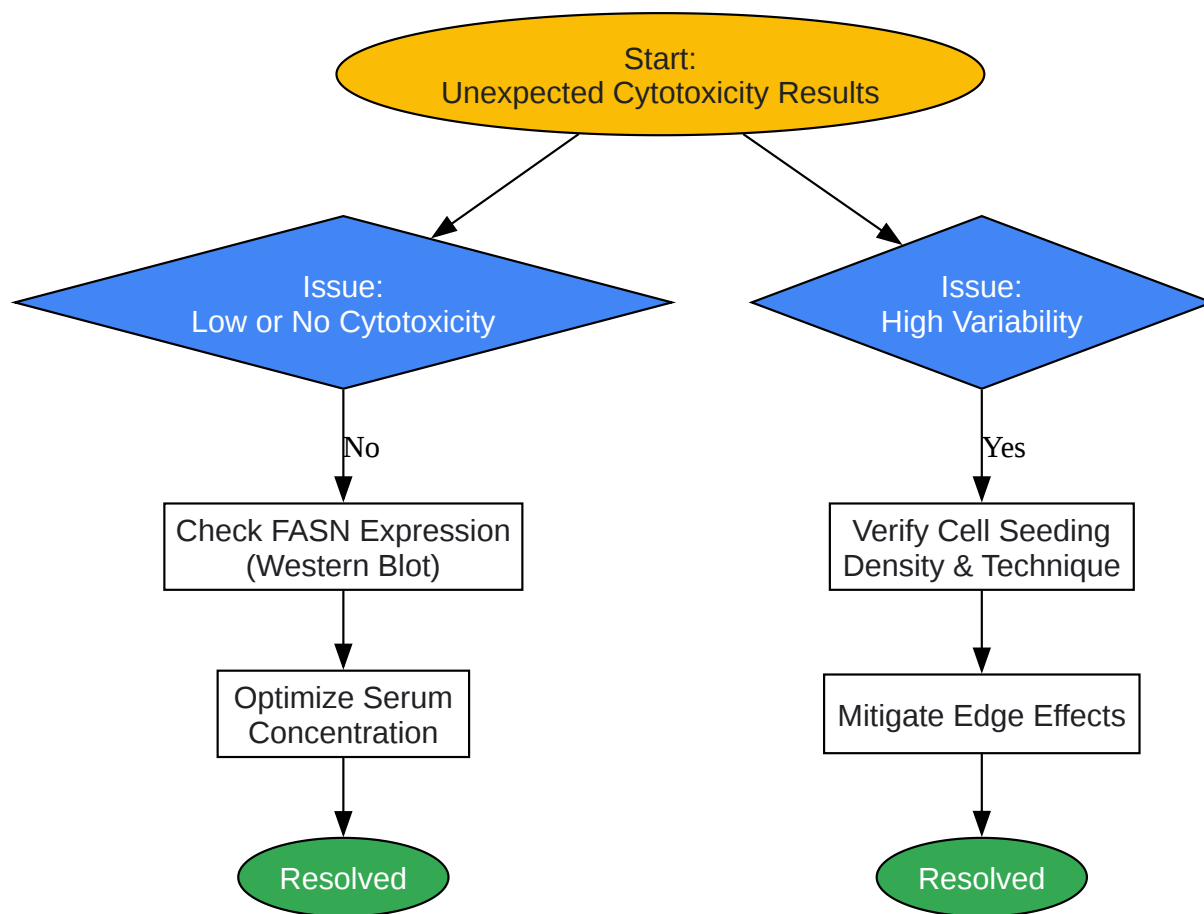 Start:
Unexpected Cytotoxicity Results
Issue:
Low or No Cytotoxicity
Issue:
High Variability
No
Yes
Check FASN Expression
(Western Blot)
Verify Cell Seeding
Density & Technique
Optimize Serum
Concentration
Mitigate Edge Effects
Resolved
Resolved